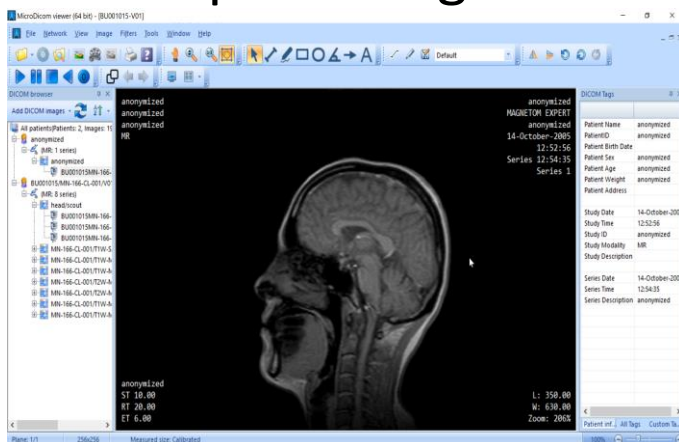 MicroDicom viewer (64 bit) - [BU001015-V01]
File Network View Image Filters Tools Window Help
Default
DICOM browser
Add DICOM images
All patients(Patients: 2, Images: 19
anonymized
(MR: 1 series)
anonymized
BU001015MN-166-
BU001015/MN-166-CL-001/V0
(MR: 8 series)
head/scout
BU001015MN-166-
BU001015MN-166-
BU001015MN-166-
MN-166-CL-001/T1W-S
MN-166-CL-001/T1W-
MN-166-CL-001/T1W-
MN-166-CL-001/T2W-
MN-166-CL-001/T2W-
MN-166-CL-001/T1W-
anonymized
anonymized
anonymized
MR
anonymized
MAGNETOM EXPERT
anonymized
14-October-2005
12:52:56
Series 12:54:35
Series 1
anonymized
ST 10.00
RT 20.00
ET 6.00
L: 350.00
W: 630.00
Zoom: 206%
DICOM Tags
Patient Name anonymized
PatientID anonymized
Patient Birth Date
Patient Sex anonymized
Patient Age anonymized
Patient Weight anonymized
Patient Address
Study Date 14-October-200
Study Time 12:52:56
Study ID anonymized
Study Modality MR
Study Description
Series Date 14-October-200
Series Time 12:54:35
Series Description anonymized
Patient inf... All Tags Custom Ta...
Plane: 1/1 256x256 Measured size: Calibrated
100%